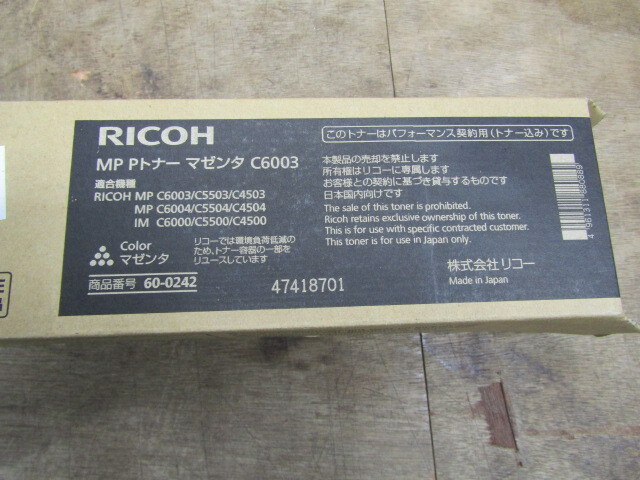 RICOH
MP Pトナー マゼンタ C6003
適合機種
RICOH MP C6003/C5503/C4503
MP C6004/C5504/C4504
IM C6000/C5500/C4500
Color
マゼンタ
リコーでは環境負荷低減の
ため、トナー容器の一部を
リユースしています
商品番号 60-0242
47418701
このトナーはパフォーマンス契約用(トナー込み)です
本製品の売却を禁止します
所有権はリコーに専属します
お客様との契約に基づき貸与するものです
日本国内向けです
The sale of this toner is prohibited.
Ricoh retains exclusive ownership of this toner.
This is for use with specific contracted customer.
This toner is for use in Japan only.
株式会社リコー
Made in Japan